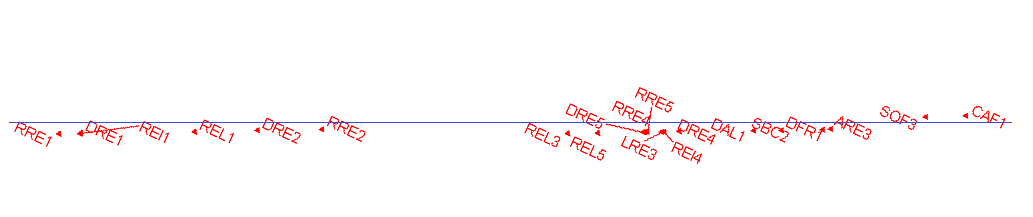 RRE1
DRE1
REI1
REL1
DRE2
RRE2
REL3
DRE5
REL5
RRE4
RRE5
LRE3
REI4
DRE4
DAL1
SBC2
DFR1
ARE3
SOF3
CAF1